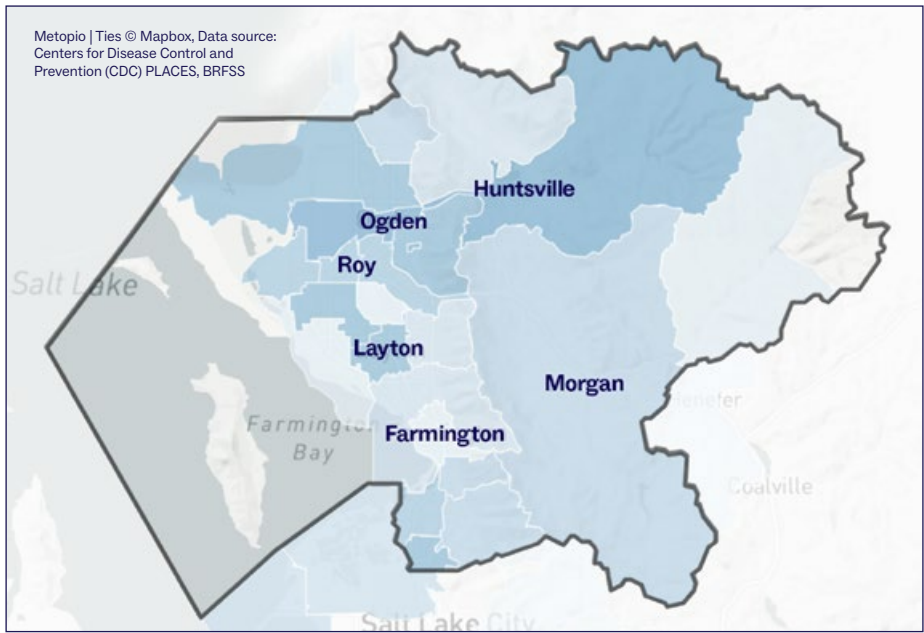 Metopio | Ties © Mapbox, Data source:
Centers for Disease Control and
Prevention (CDC) PLACES, BRFSS
Huntsville
Ogden
Roy
Salt Lake
Layton
Morgan
Farmington
Bay
Farmington
Coalville
Salt Lake City